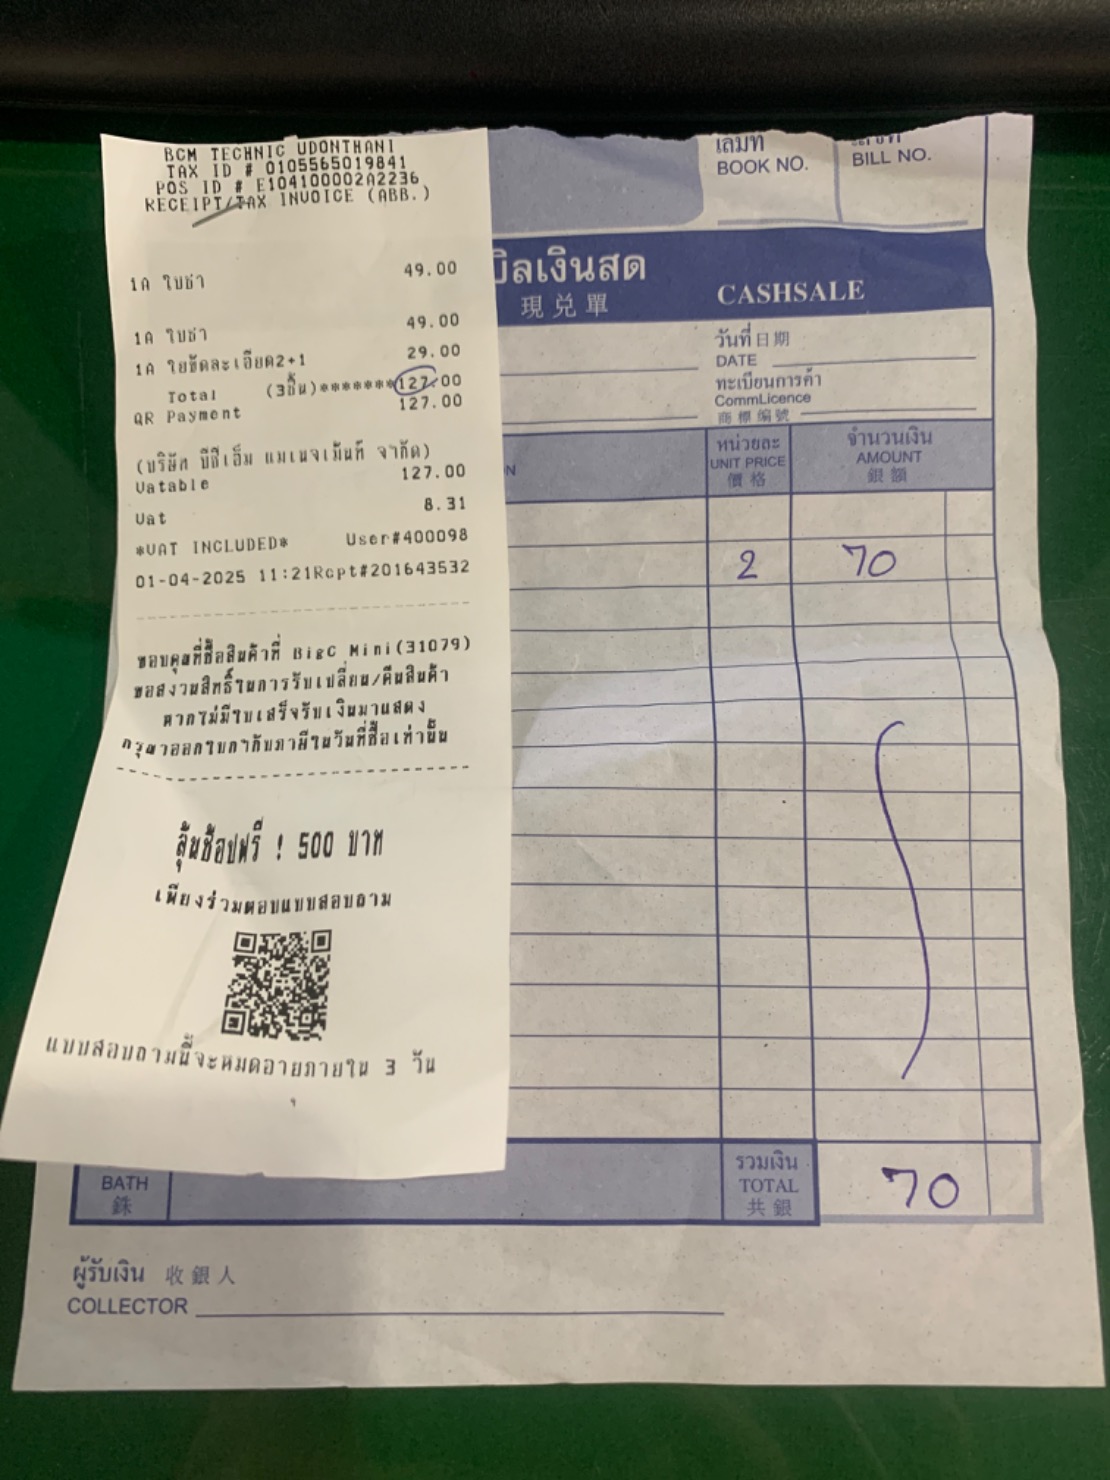 BCM TECHNIC UDONTHANI
TAX ID # 0105565019841
POS ID # E104100002A2236
RECEIPT/TAX INVOICE (ABB.)
1A ใบชา 49.00
1A ใบชา 49.00
1A ใยขัดละเอียด2+1 29.00
Total (3ชิ้น)*******127.00
QR Payment 127.00
(บริษัท บีซีเอ็ม แมเนจเม้นท์ จำกัด)
Vatable 127.00
Vat 8.31
*VAT INCLUDED* User#400098
01-04-2025 11:21Rcpt#201643532
ขอบคุณที่ซื้อสินค้าที่ BigC Mini(31079)
ขอสงวนสิทธิ์ในการรับเปลี่ยน/คืนสินค้า
หากไม่มีใบเสร็จรับเงินมาแสดง
กรุณาออกใบกำกับภาษีในวันที่ซื้อเท่านั้น
ลุ้นช้อปฟรี ! 500 บาท
เพียงร่วมตอบแบบสอบถาม
แบบสอบถามนี้จะหมดอายุภายใน 3 วัน
เล่มที่
BOOK NO.
เลขที่
BILL NO.
บิลเงินสด
現兌單
CASHSALE
วันที่ 日期
DATE
ทะเบียนการค้า
CommLicence
商標編號
หน่วยละ
UNIT PRICE
價格
จำนวนเงิน
AMOUNT
銀額
2 70
BATH
銖
รวมเงิน
TOTAL
共銀
70
ผู้รับเงิน 收銀人
COLLECTOR